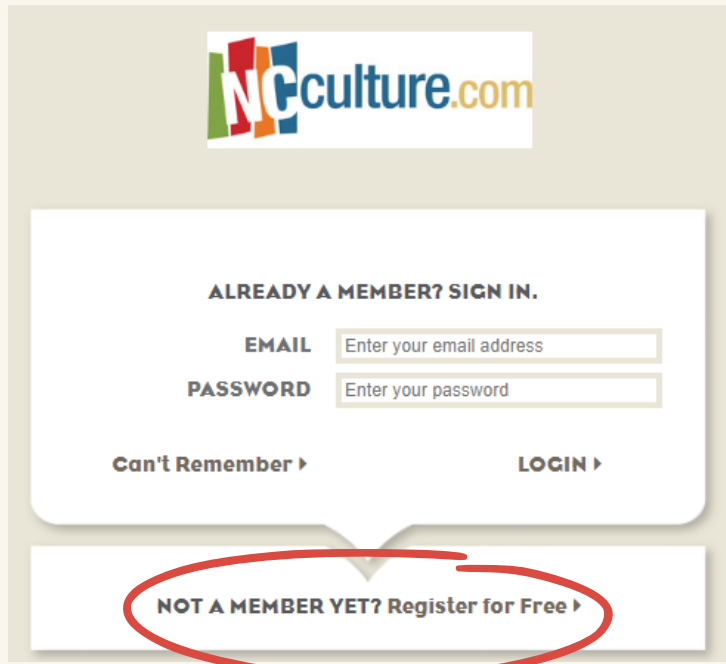 NCculture.com
ALREADY A MEMBER? SIGN IN.
EMAIL Enter your email address
PASSWORD Enter your password
Can't Remember LOGIN
NOT A MEMBER YET? Register for Free